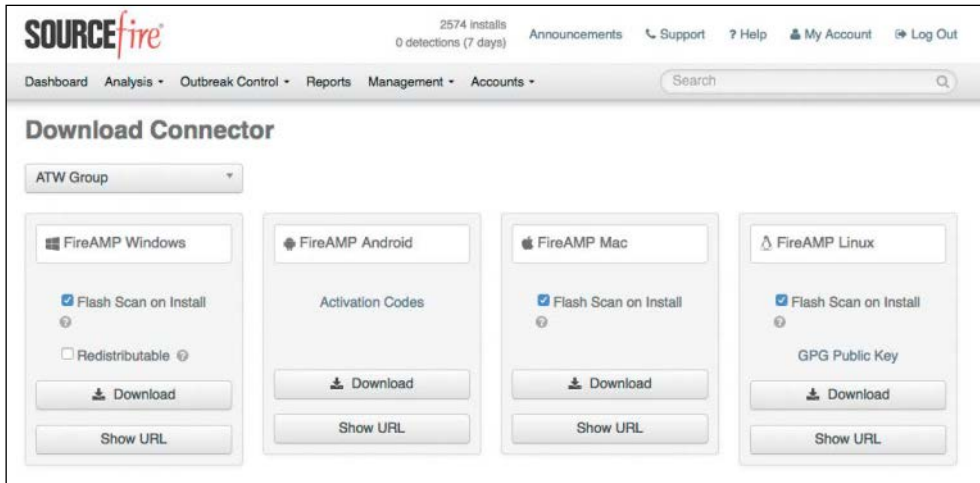 SOURCEfire®
2574 installs
0 detections (7 days)
Announcements
Support
? Help
My Account
Log Out
Dashboard
Analysis
Outbreak Control
Reports
Management
Accounts
Search
Download Connector
ATW Group
FireAMP Windows
Flash Scan on Install
Redistributable
Download
Show URL
FireAMP Android
Activation Codes
Download
Show URL
FireAMP Mac
Flash Scan on Install
Download
Show URL
FireAMP Linux
Flash Scan on Install
GPG Public Key
Download
Show URL